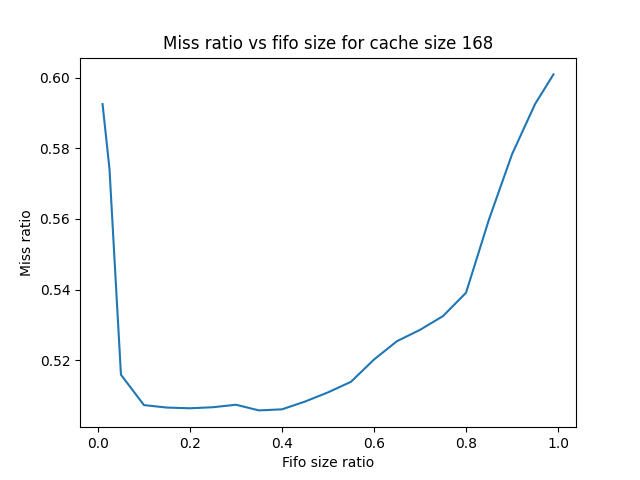 Miss ratio vs fifo size for cache size 168
0.60
0.58
0.56
0.54
0.52
Miss ratio
0.0 0.2 0.4 0.6 0.8 1.0
Fifo size ratio